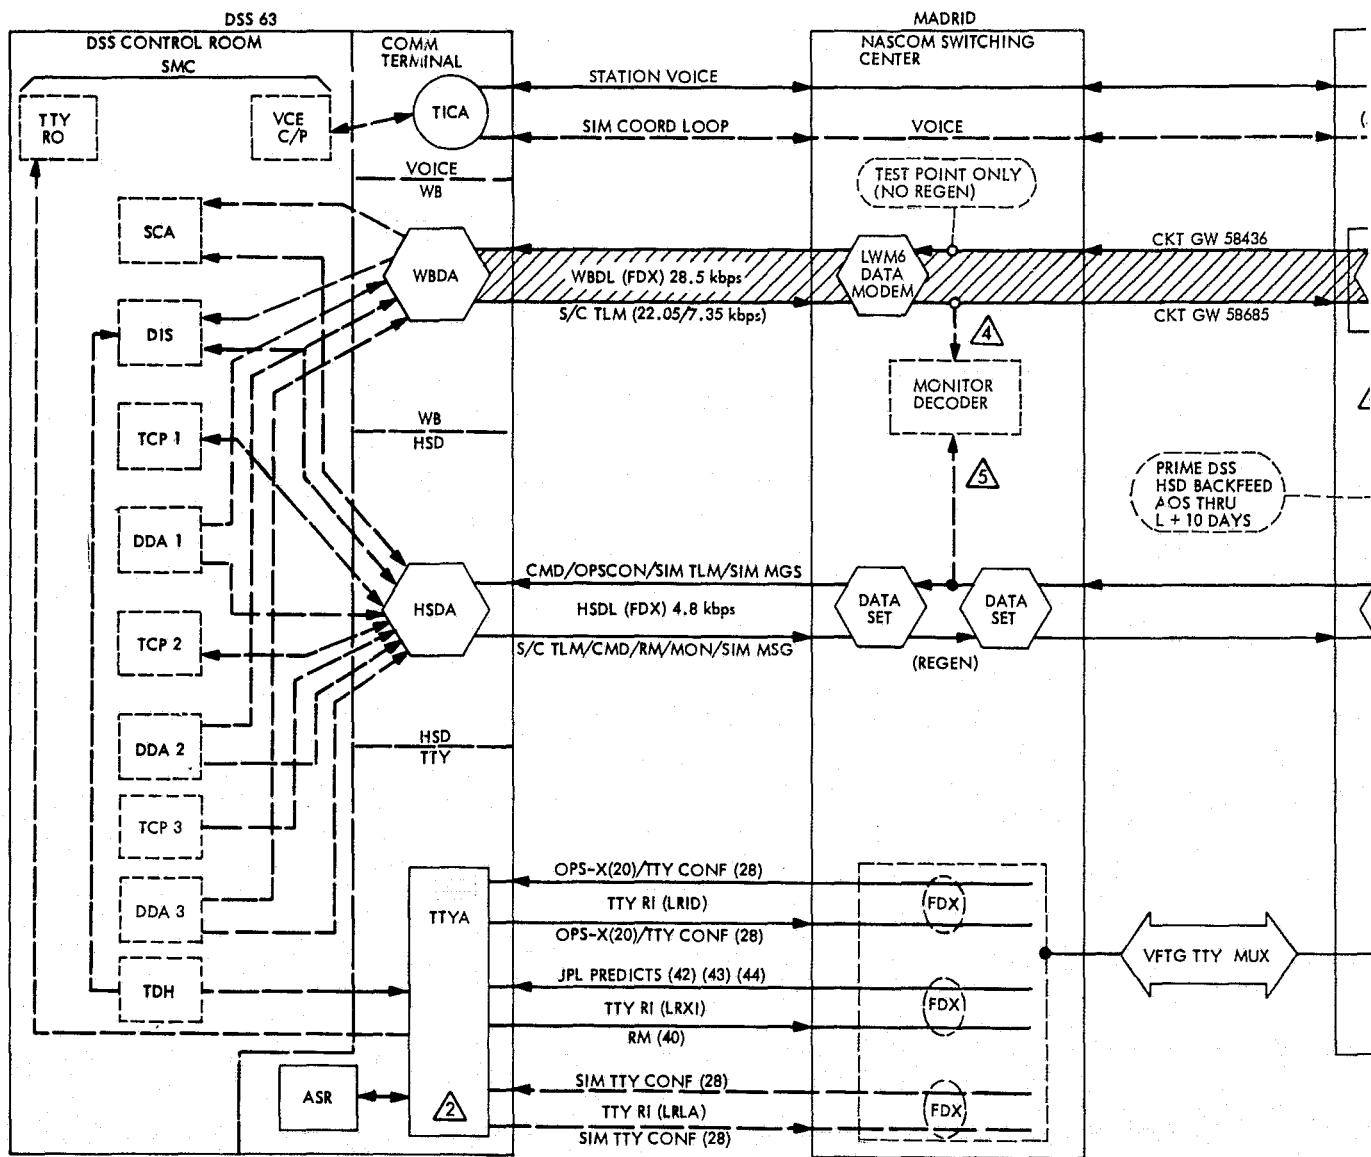 DSS 63
MADRID
DSS CONTROL ROOM
SMC
COMM
TERMINAL
NASCOM SWITCHING
CENTER
TTY
RO
VCE
C/P
TICA
STATION VOICE
SIM COORD LOOP
VOICE
VOICE
WB
TEST POINT ONLY
(NO REGEN)
SCA
WBDA
WBDL (FDX) 28.5 kbps
LWM6
DATA
MODEM
CKT GW 58436
DIS
S/C TLM (22.05/7.35 kbps)
CKT GW 58685
4
MONITOR
DECODER
TCP 1
WB
HSD
5
PRIME DSS
HSD BACKFEED
AOS THRU
L + 10 DAYS
DDA 1
CMD/OPSCON/SIM TLM/SIM MGS
HSDA
HSDL (FDX) 4.8 kbps
DATA
SET
DATA
SET
TCP 2
S/C TLM/CMD/RM/MON/SIM MSG
(REGEN)
DDA 2
HSD
TTY
TCP 3
OPS-X(20)/TTY CONF (28)
DDA 3
TTYA
TTY RI (LRID)
FDX
OPS-X(20)/TTY CONF (28)
VFTG TTY MUX
TDH
JPL PREDICTS (42) (43) (44)
TTY RI (LRXI)
FDX
RM (40)
ASR
2
SIM TTY CONF (28)
TTY RI (LRLA)
FDX
SIM TTY CONF (28)